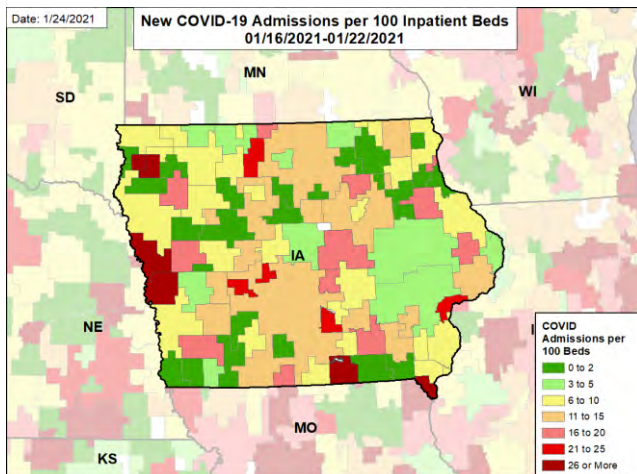 Date: 1/24/2021
New COVID-19 Admissions per 100 Inpatient Beds
01/16/2021-01/22/2021
MN
SD
WI
IA
NE
I
MO
KS
COVID
Admissions per
100 Beds
0 to 2
3 to 5
6 to 10
11 to 15
16 to 20
21 to 25
26 or More